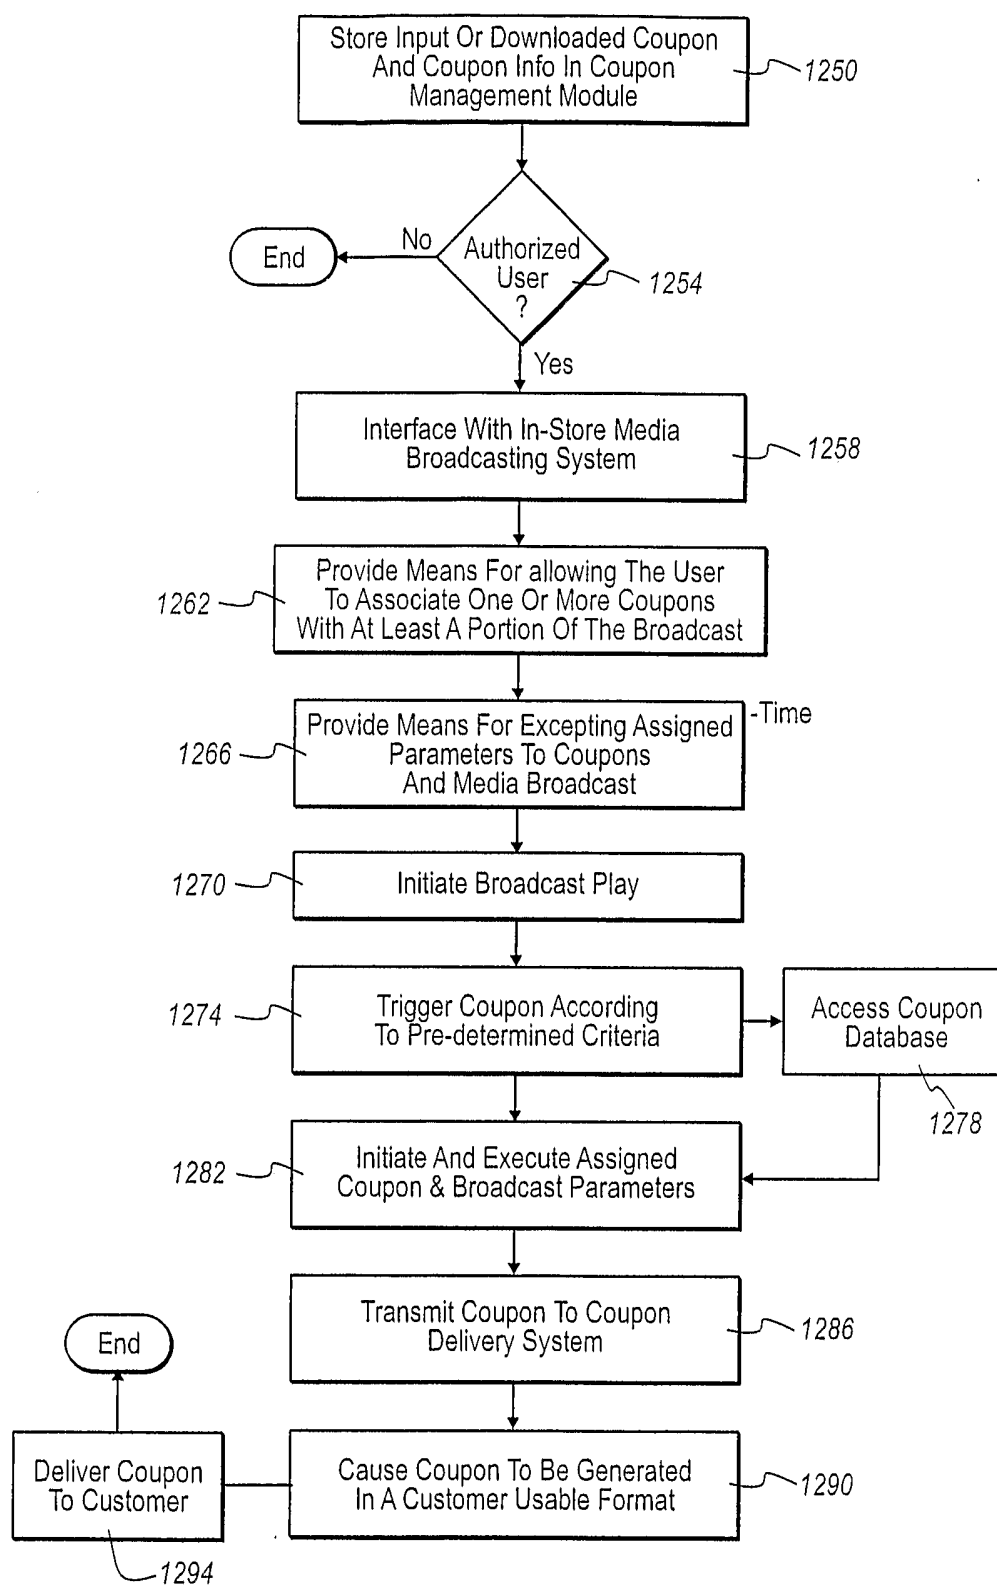 Store Input Or Downloaded Coupon
And Coupon Info In Coupon
Management Module
1250
Authorized
User
?
1254
No
End
Yes
Interface With In-Store Media
Broadcasting System
1258
Provide Means For allowing The User
To Associate One Or More Coupons
With At Least A Portion Of The Broadcast
1262
Provide Means For Excepting Assigned
Parameters To Coupons
And Media Broadcast
-Time
1266
Initiate Broadcast Play
1270
Trigger Coupon According
To Pre-determined Criteria
1274
Access Coupon
Database
1278
Initiate And Execute Assigned
Coupon & Broadcast Parameters
1282
Transmit Coupon To Coupon
Delivery System
1286
Cause Coupon To Be Generated
In A Customer Usable Format
1290
Deliver Coupon
To Customer
1294
End